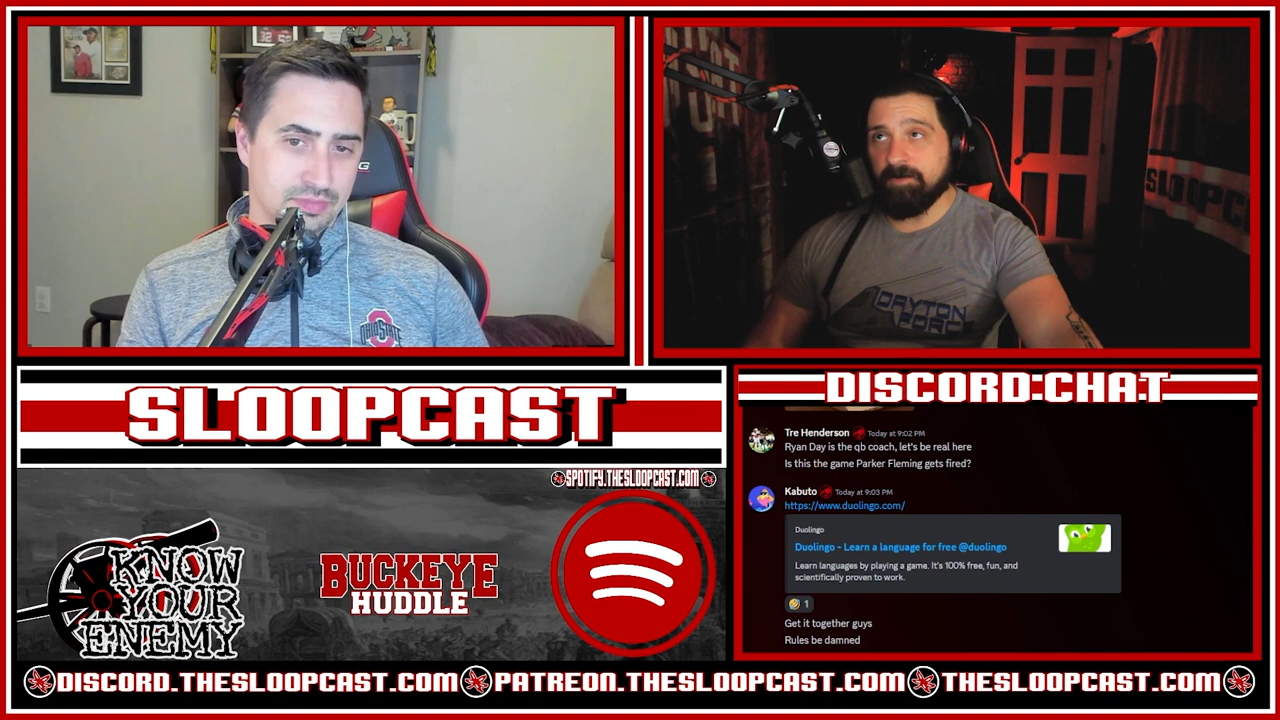 OHIO STATE
DAYTON
FORC
SLOOPC
SLOOPCAST
SPOTIFY.THESLOOPCAST.COM
KNOW
YOUR
ENEMY
BUCKEYE
HUDDLE
DISCORD:CHAT
Tre Henderson Today at 9:02 PM
Ryan Day is the qb coach, let's be real here
Is this the game Parker Fleming gets fired?
Kabuto Today at 9:03 PM
https://www.duolingo.com/
Duolingo
Duolingo - Learn a language for free @duolingo
Learn languages by playing a game. It's 100% free, fun, and
scientifically proven to work.
1
Get it together guys
Rules be damned
DISCORD.THESLOOPCAST.COM PATREON.THESLOOPCAST.COM THESLOOPCAST.COM